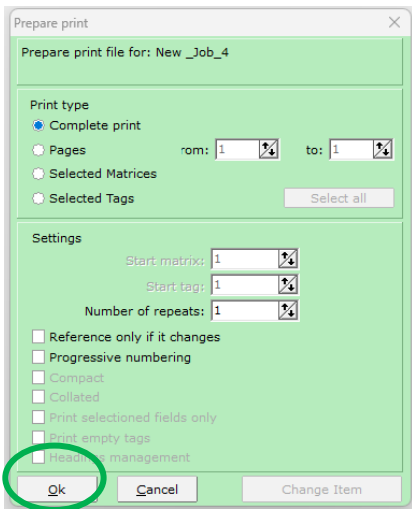 Prepare print
Prepare print file for: New _Job_4
Print type
Complete print
Pages rom: 1 to: 1
Selected Matrices
Selected Tags Select all
Settings
Start matrix: 1
Start tag: 1
Number of repeats: 1
Reference only if it changes
Progressive numbering
Compact
Collated
Print selectioned fields only
Print empty tags
Headings management
Ok Cancel Change Item